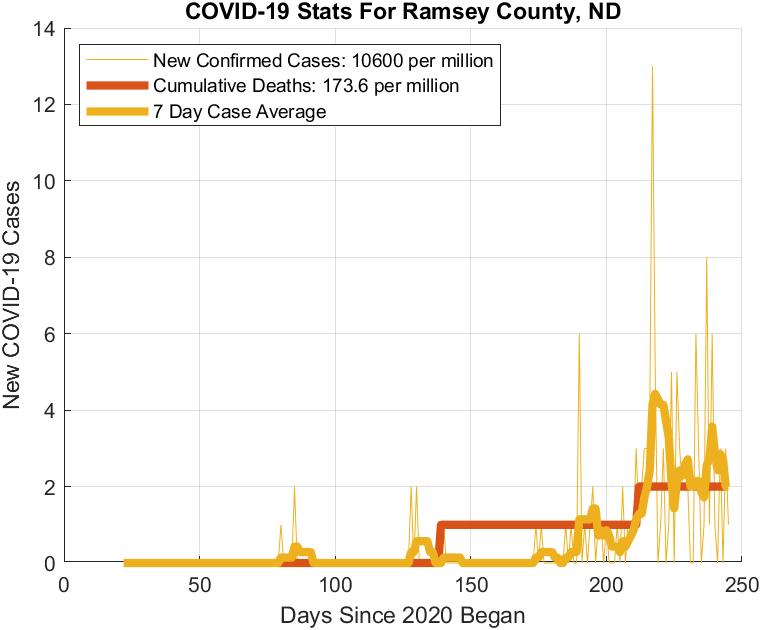 COVID-19 Stats For Ramsey County, ND
New Confirmed Cases: 10600 per million
Cumulative Deaths: 173.6 per million
7 Day Case Average
New COVID-19 Cases
14
12
10
8
6
4
2
0
0 50 100 150 200 250
Days Since 2020 Began